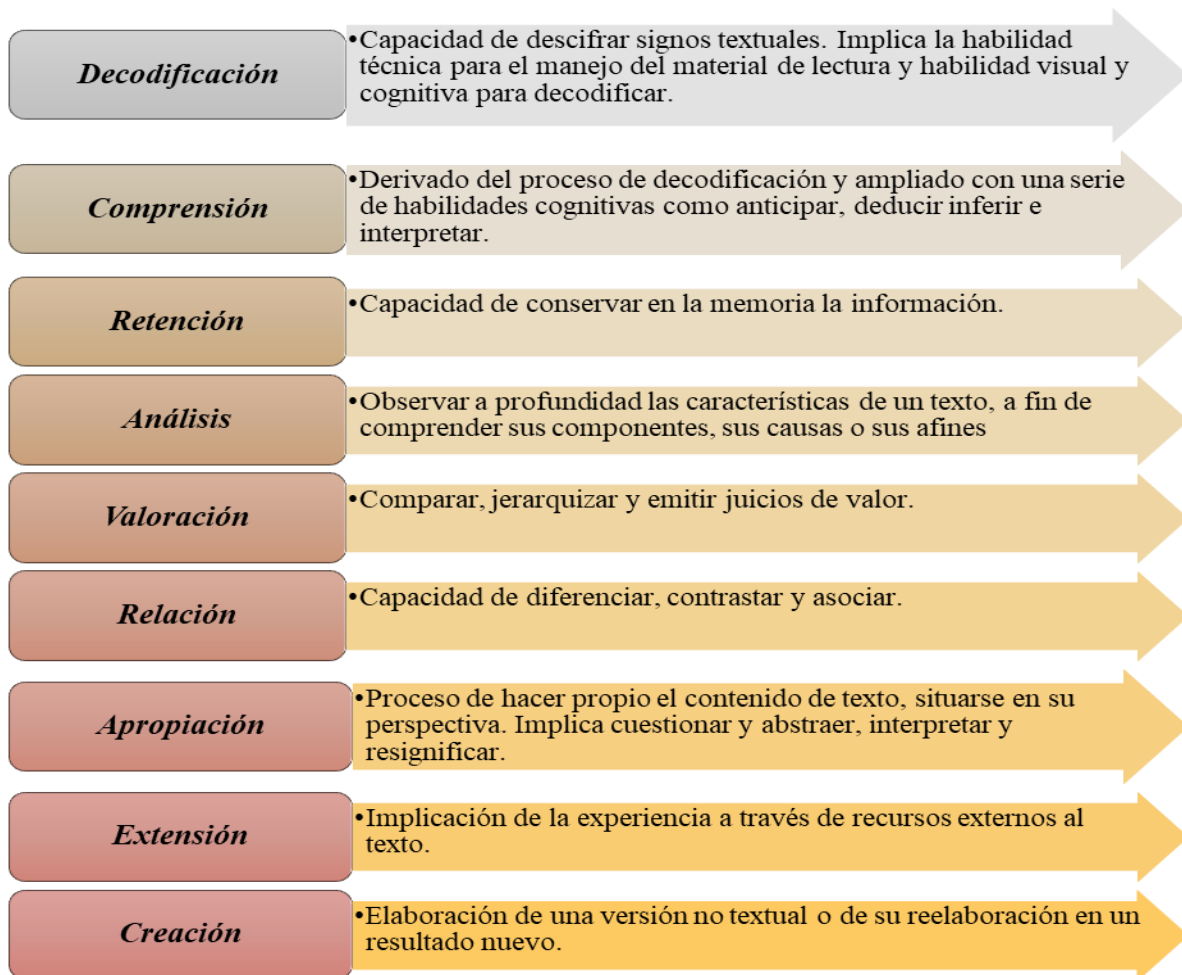 Decodificación
•Capacidad de descifrar signos textuales. Implica la habilidad
técnica para el manejo del material de lectura y habilidad visual y
cognitiva para decodificar.
Comprensión
•Derivado del proceso de decodificación y ampliado con una serie
de habilidades cognitivas como anticipar, deducir inferir e
interpretar.
Retención
•Capacidad de conservar en la memoria la información.
Análisis
•Observar a profundidad las características de un texto, a fin de
comprender sus componentes, sus causas o sus afines
Valoración
•Comparar, jerarquizar y emitir juicios de valor.
Relación
•Capacidad de diferenciar, contrastar y asociar.
Apropiación
•Proceso de hacer propio el contenido de texto, situarse en su
perspectiva. Implica cuestionar y abstraer, interpretar y
resignificar.
Extensión
•Implicación de la experiencia a través de recursos externos al
texto.
Creación
•Elaboración de una versión no textual o de su reelaboración en un
resultado nuevo.